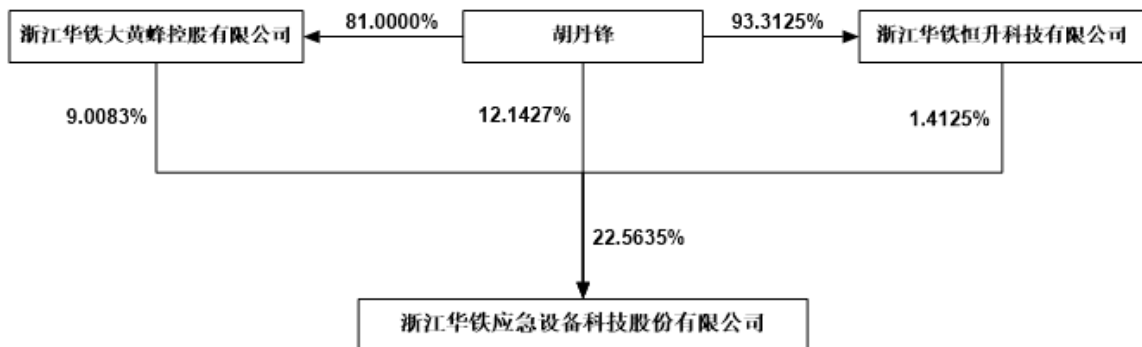 81.0000%
93.3125%
浙江华铁大黄蜂控股有限公司
胡丹锋
浙江华铁恒升科技有限公司
9.0083%
12.1427%
1.4125%
22.5635%
浙江华铁应急设备科技股份有限公司